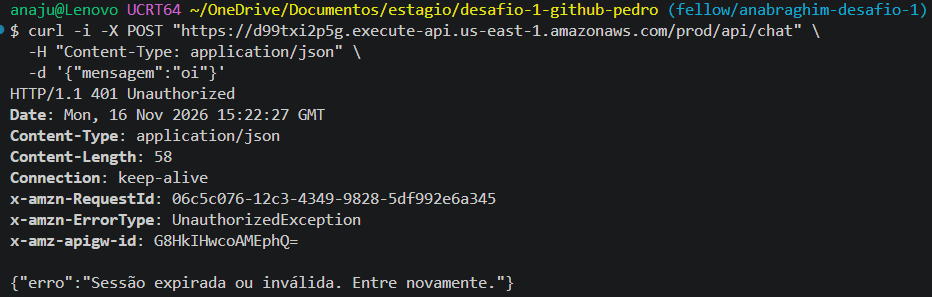 anaju@Lenovo UCRT64 ~/OneDrive/Documentos/estagio/desafio-1-github-pedro (fellow/anabraghim-desafio-1)
$ curl -i -X POST "https://d99txi2p5g.execute-api.us-east-1.amazonaws.com/prod/api/chat" \
  -H "Content-Type: application/json" \
  -d '{"mensagem":"oi"}'
HTTP/1.1 401 Unauthorized
Date: Mon, 16 Nov 2026 15:22:27 GMT
Content-Type: application/json
Content-Length: 58
Connection: keep-alive
x-amzn-RequestId: 06c5c076-12c3-4349-9828-5df992e6a345
x-amzn-ErrorType: UnauthorizedException
x-amz-apigw-id: G8HkIHwcoAMEphQ=

{"erro":"Sessão expirada ou inválida. Entre novamente."}